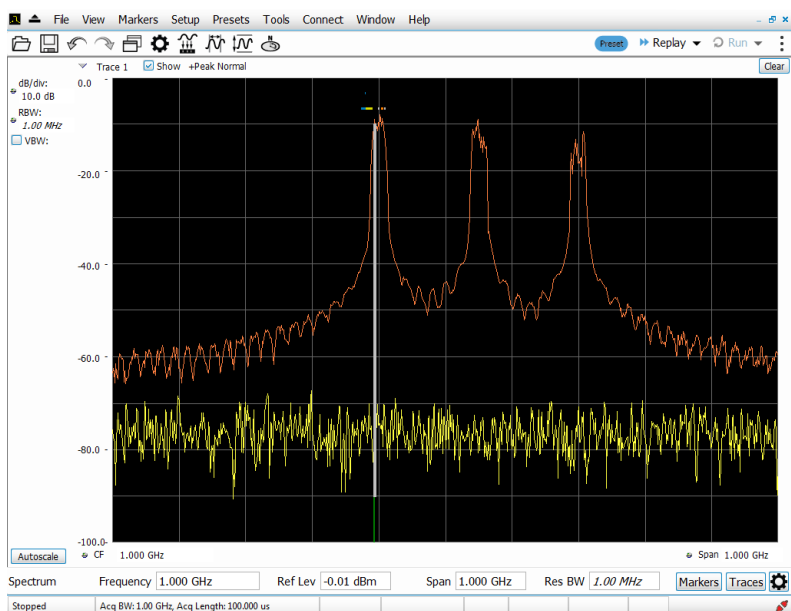 File View Markers Setup Presets Tools Connect Window Help
Preset Replay Run
Trace 1 Show +Peak Normal Clear
dB/div:
10.0 dB
RBW:
1.00 MHz
VBW:
0.0
-20.0
-40.0
-60.0
-80.0
-100.0
Autoscale CF 1.000 GHz Span 1.000 GHz
Spectrum Frequency 1.000 GHz Ref Lev -0.01 dBm Span 1.000 GHz Res BW 1.00 MHz Markers Traces
Stopped Acq BW: 1.00 GHz, Acq Length: 100.000 us